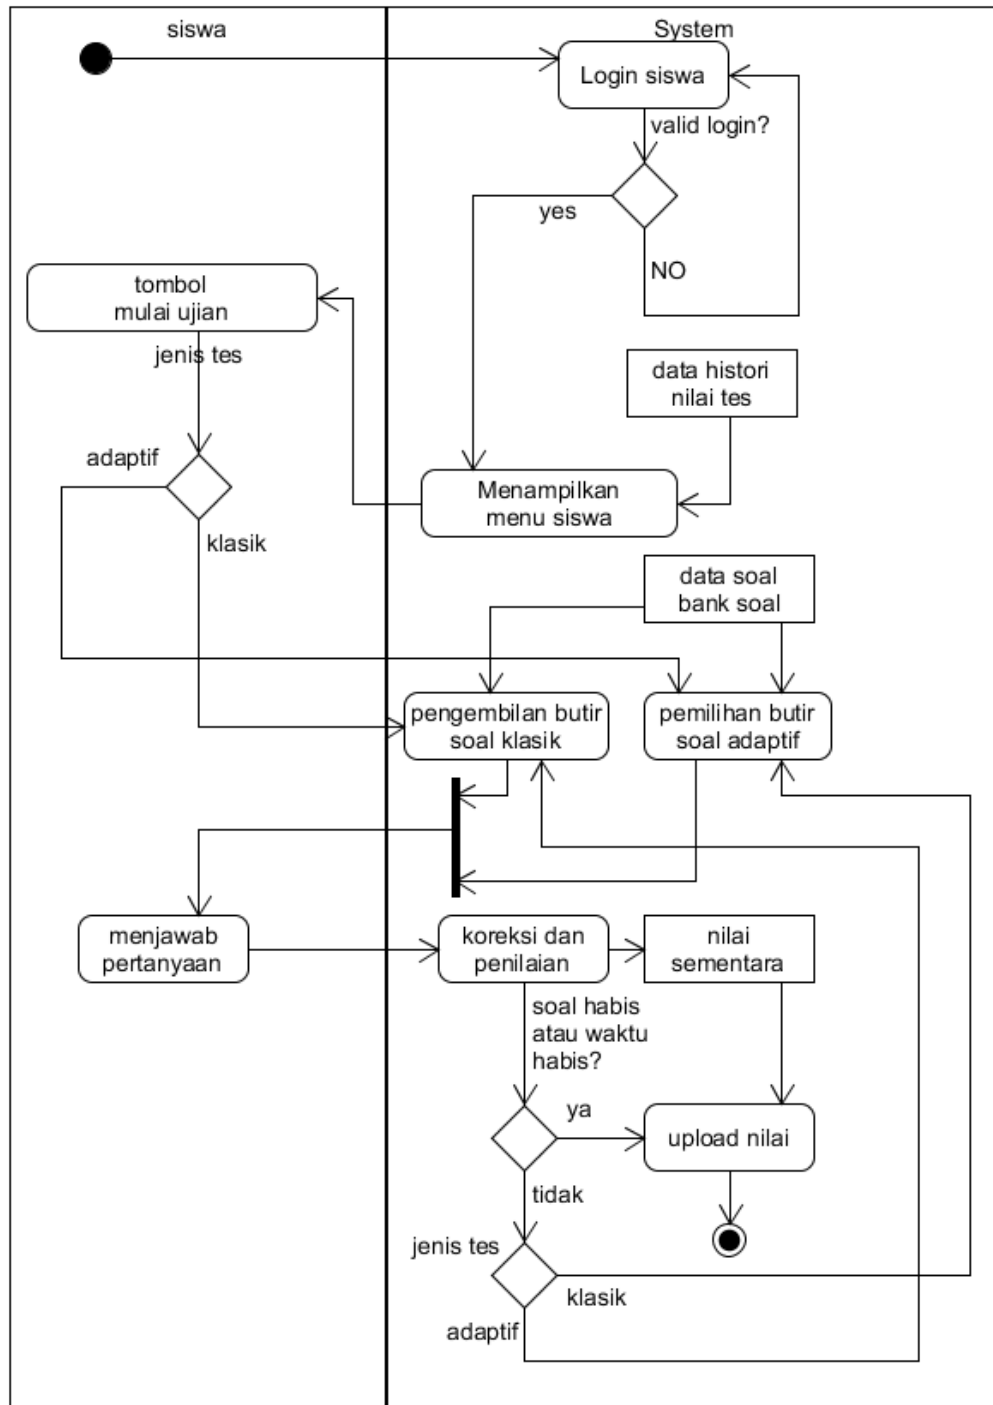 siswa
System
Login siswa
valid login?
yes
NO
tombol
mulai ujian
jenis tes
data histori
nilai tes
adaptif
Menampilkan
menu siswa
klasik
data soal
bank soal
pengembilan butir
soal klasik
pemilihan butir
soal adaptif
menjawab
pertanyaan
koreksi dan
penilaian
nilai
sementara
soal habis
atau waktu
habis?
ya
upload nilai
tidak
jenis tes
klasik
adaptif